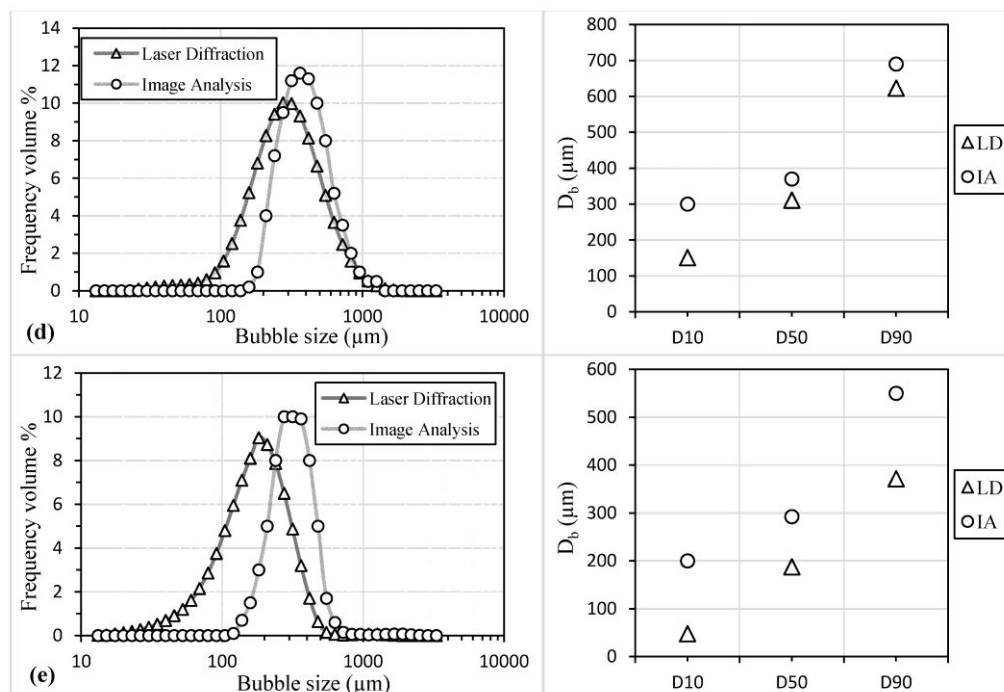 14
12
10
8
6
4
2
0
Frequency volume %
Laser Diffraction
Image Analysis
10
100
1000
10000
Bubble size (µm)
(d)
800
700
600
500
400
300
200
100
0
D_b (µm)
D10
D50
D90
LD
IA
12
10
8
6
4
2
0
Frequency volume %
Laser Diffraction
Image Analysis
10
100
1000
10000
Bubble size (µm)
(e)
600
500
400
300
200
100
0
D_b (µm)
D10
D50
D90
LD
IA